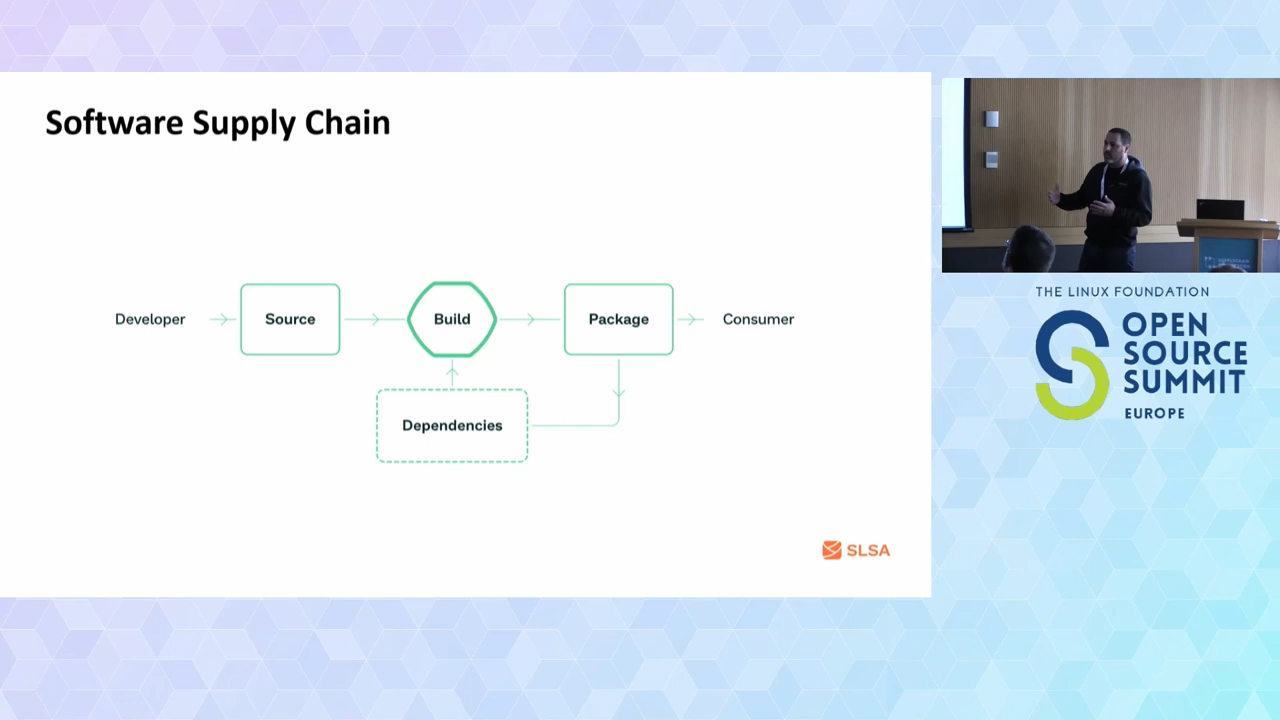 Software Supply Chain
Developer
Source
Build
Package
Consumer
Dependencies
SLSA
THE LINUX FOUNDATION
OPEN
SOURCE
SUMMIT
EUROPE